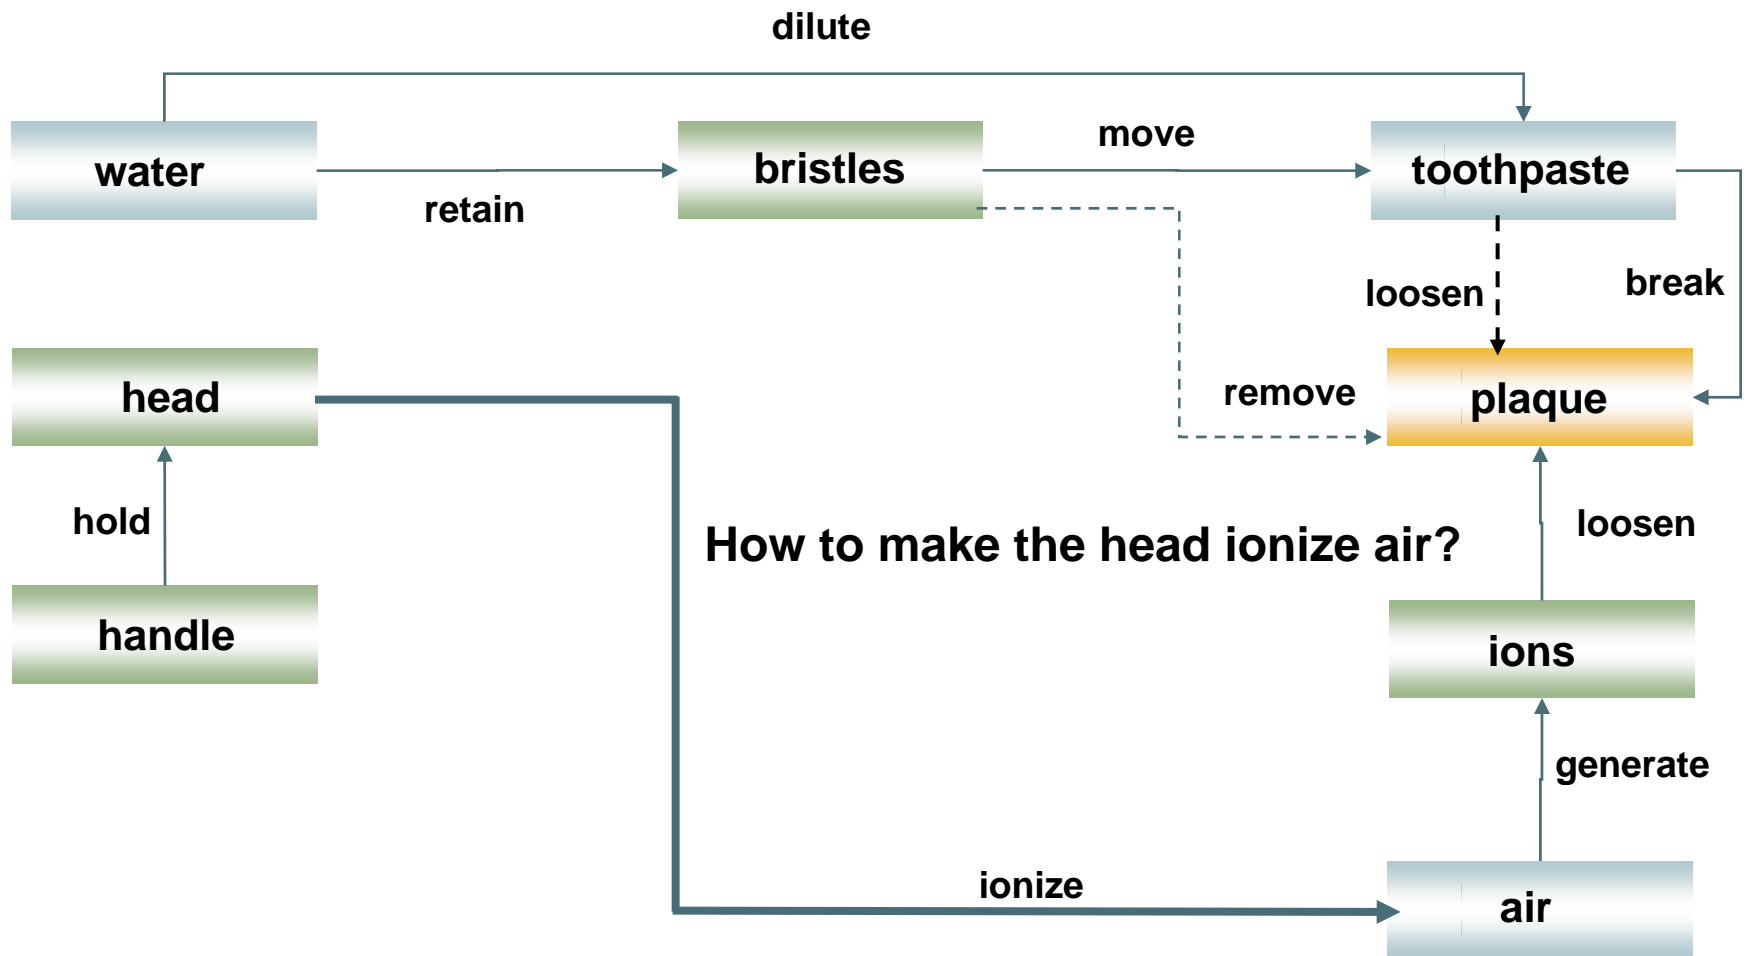 dilute
water
retain
bristles
move
toothpaste
loosen
break
head
remove
plaque
hold
How to make the head ionize air?
loosen
handle
ions
generate
ionize
air